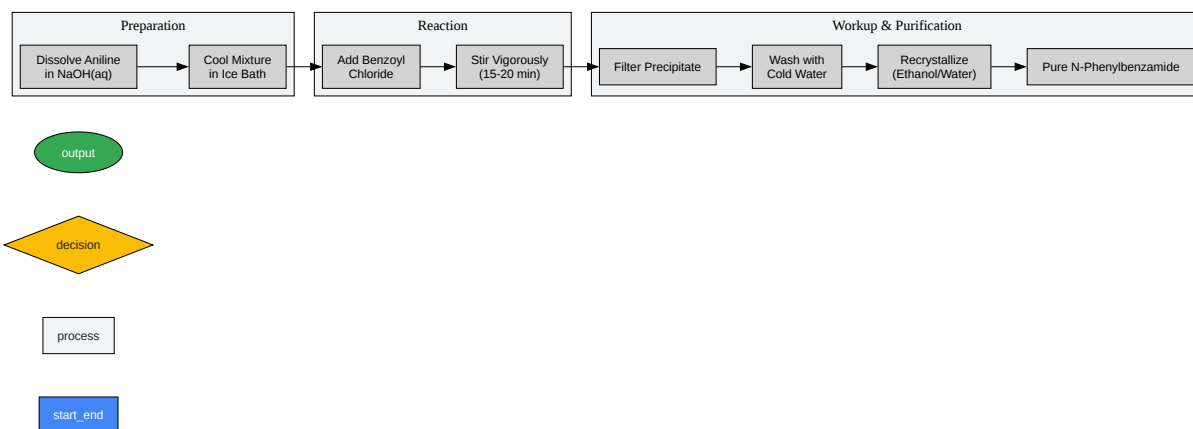 Preparation
Dissolve Aniline
in NaOH(aq)
Cool Mixture
in Ice Bath
Reaction
Add Benzoyl
Chloride
Stir Vigorously
(15-20 min)
Workup & Purification
Filter Precipitate
Wash with
Cold Water
Recrystallize
(Ethanol/Water)
Pure N-Phenylbenzamide
output
decision
process
start_end